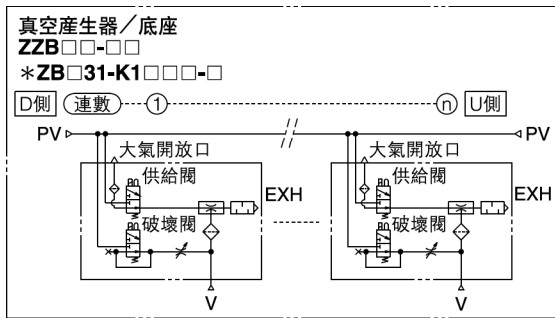 真空産生器／底座
ZZB□□-□□
＊ZB□31-K1□□□-□
D側 連數 1 n U側
PV PV
大氣開放口 大氣開放口
供給閥 供給閥
EXH EXH
破壞閥 破壞閥
V V